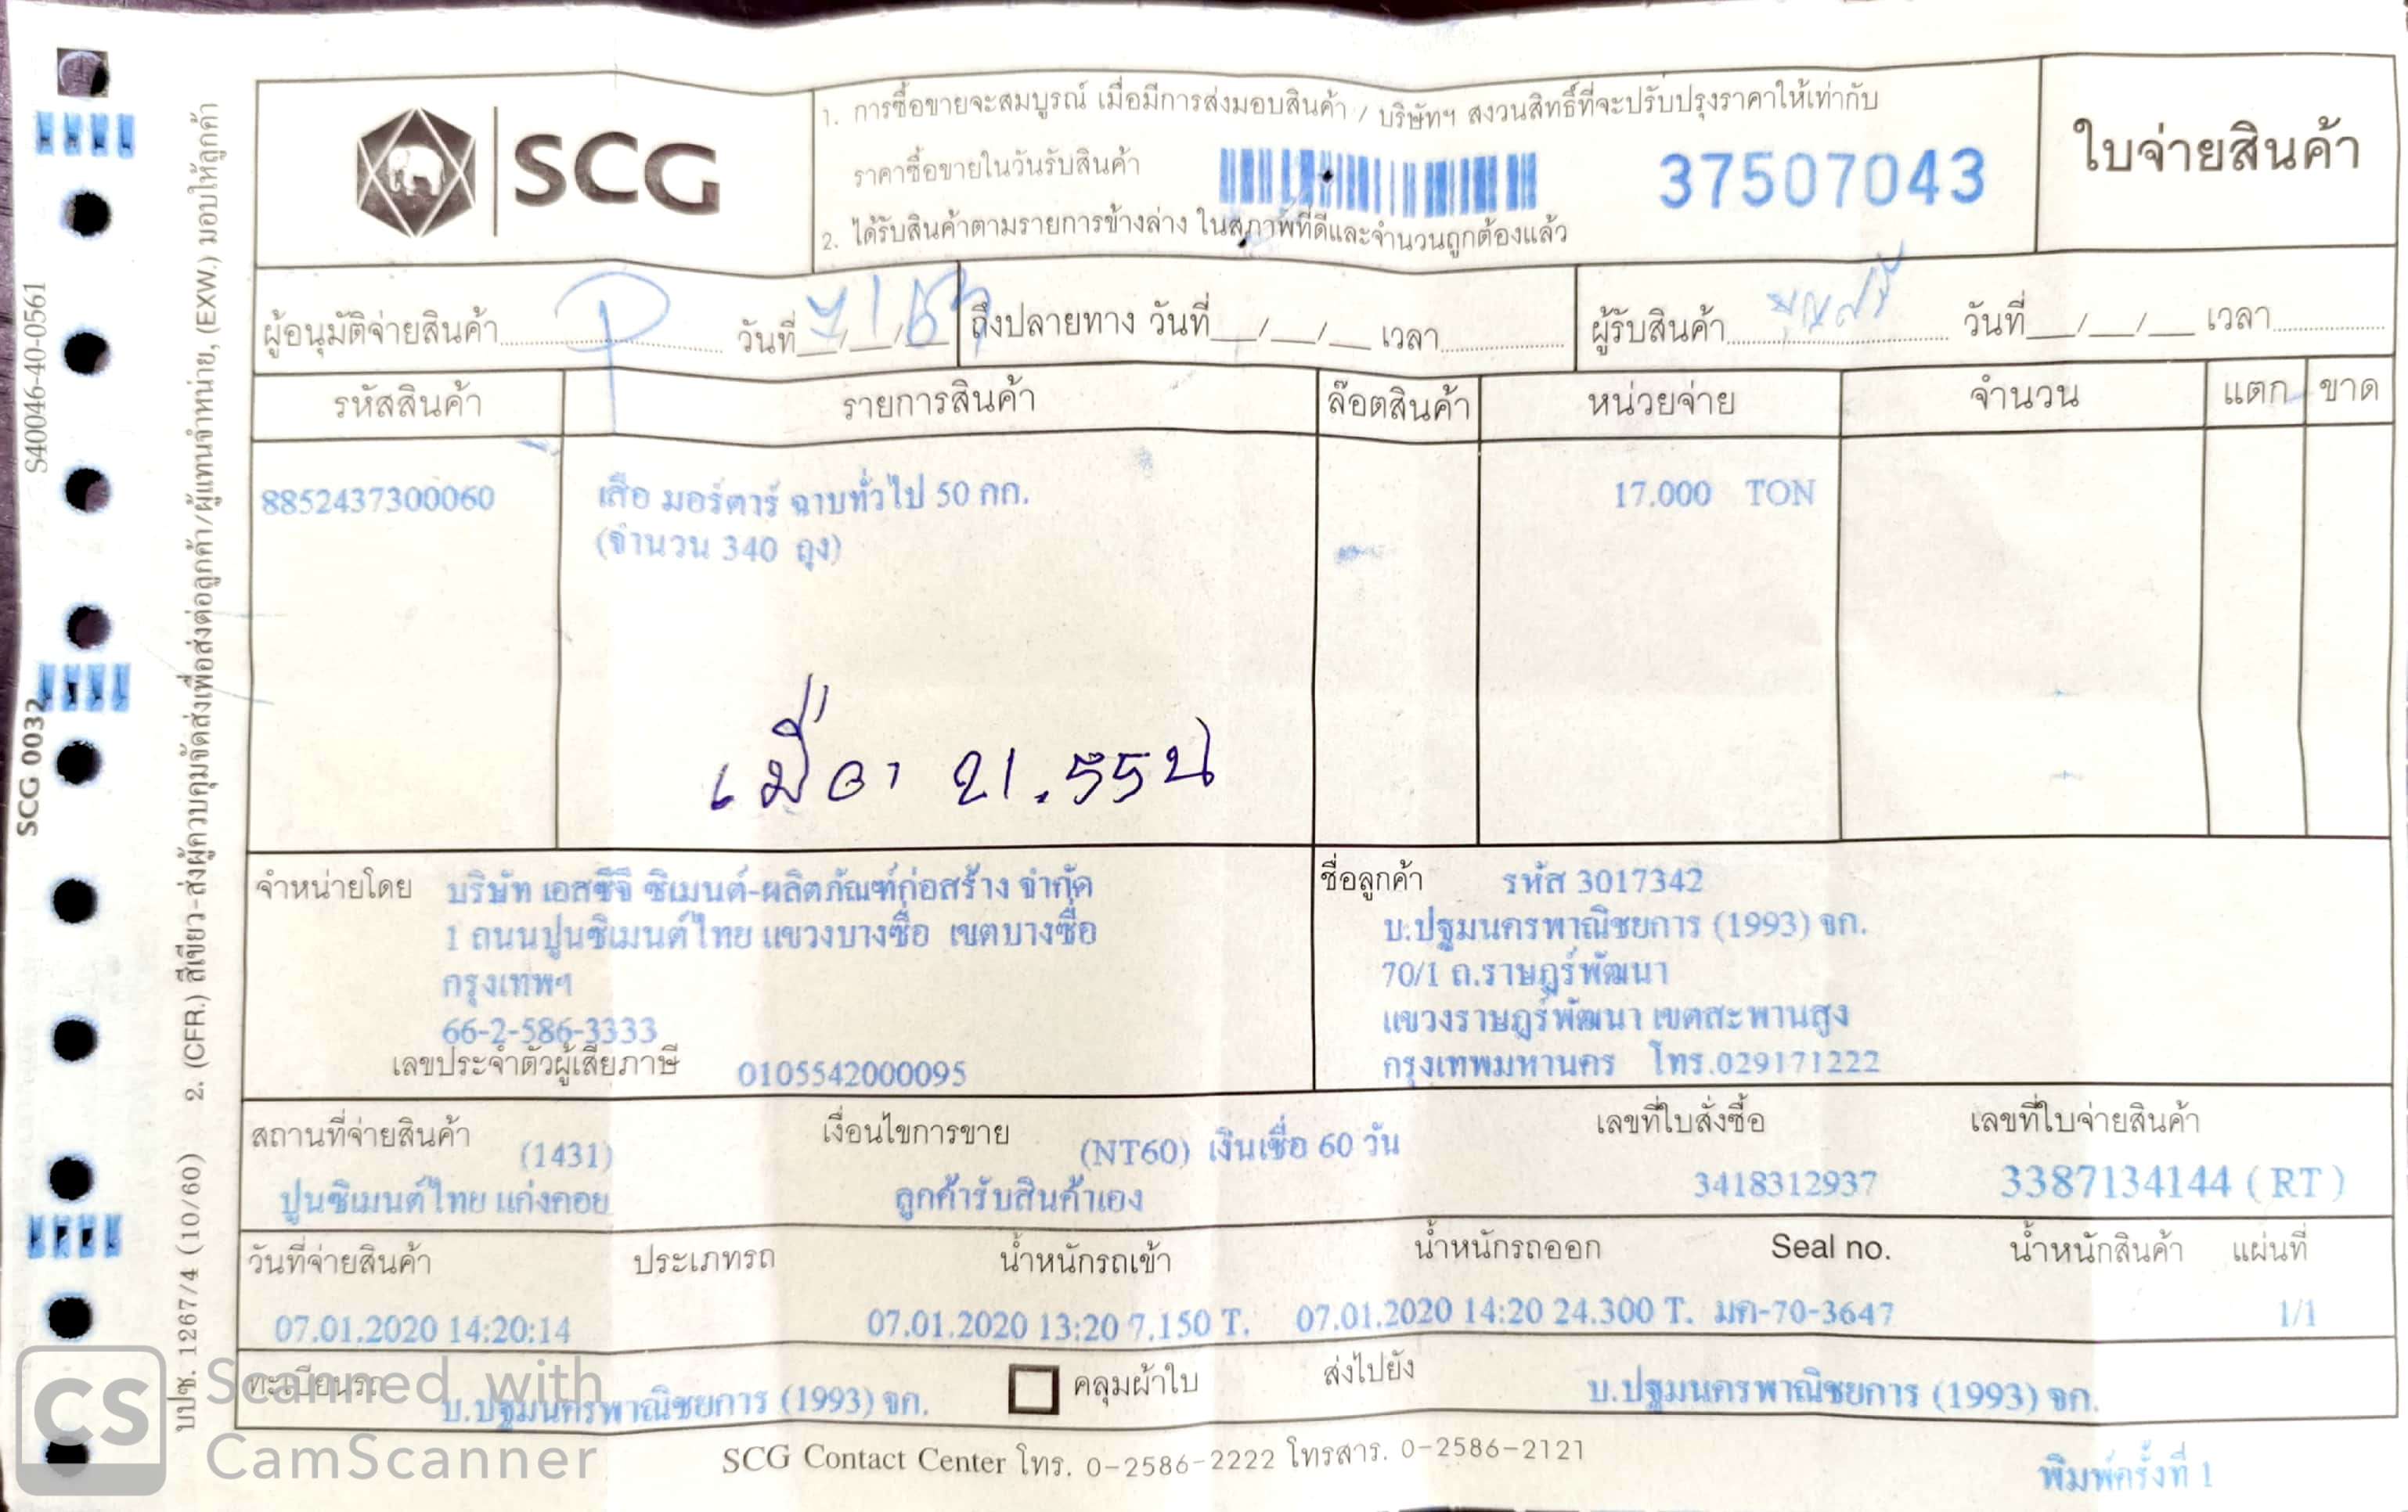 SCG
1. การซื้อขายจะสมบูรณ์ เมื่อมีการส่งมอบสินค้า / บริษัทฯ สงวนสิทธิ์ที่จะปรับปรุงราคาให้เท่ากับ
ราคาซื้อขายในวันรับสินค้า
37507043
2. ได้รับสินค้าตามรายการข้างล่าง ในสภาพที่ดีและจำนวนถูกต้องแล้ว
ใบจ่ายสินค้า
ผู้อนุมัติจ่ายสินค้า วันที่ 7/1/63 ถึงปลายทาง วันที่ __/__/__ เวลา ผู้รับสินค้า วันที่ __/__/__ เวลา
รหัสสินค้า รายการสินค้า ล๊อตสินค้า หน่วยจ่าย จำนวน แตก ขาด
8852437300060 เสือ มอร์ตาร์ ฉาบทั่วไป 50 กก. 17.000 TON
(จำนวน 340 ถุง)
21.55น
จำหน่ายโดย บริษัท เอสซีจี ซิเมนต์-ผลิตภัณฑ์ก่อสร้าง จำกัด
1 ถนนปูนซิเมนต์ไทย แขวงบางซื่อ เขตบางซื่อ
กรุงเทพฯ
66-2-586-3333
เลขประจำตัวผู้เสียภาษี 0105542000095
ชื่อลูกค้า รหัส 3017342
บ.ปฐมนครพาณิชยการ (1993) จก.
70/1 ถ.ราษฎร์พัฒนา
แขวงราษฎร์พัฒนา เขตสะพานสูง
กรุงเทพมหานคร โทร.029171222
สถานที่จ่ายสินค้า (1431)
ปูนซิเมนต์ไทย แก่งคอย
เงื่อนไขการขาย (NT60) เงินเชื่อ 60 วัน
ลูกค้ารับสินค้าเอง
เลขที่ใบสั่งซื้อ
3418312937
เลขที่ใบจ่ายสินค้า
3387134144 (RT)
วันที่จ่ายสินค้า ประเภทรถ น้ำหนักรถเข้า น้ำหนักรถออก Seal no. น้ำหนักสินค้า แผ่นที่
07.01.2020 14:20:14 07.01.2020 13:20 7.150 T. 07.01.2020 14:20 24.300 T. มค-70-3647 1/1
ทะเบียนรถ บ.ปฐมนครพาณิชยการ (1993) จก. คลุมผ้าใบ ส่งไปยัง บ.ปฐมนครพาณิชยการ (1993) จก.
SCG Contact Center โทร. 0-2586-2222 โทรสาร. 0-2586-2121
พิมพ์ครั้งที่ 1
S40046-40-0561
SCG 0032
บปซ. 1267/4 (10/60) 2. (CFR.) สีเขียว-ส่งผู้ควบคุมจัดส่งเพื่อส่งต่อลูกค้า/ผู้แทนจำหน่าย, (EXW.) มอบให้ลูกค้า
CS Scanned with
CamScanner